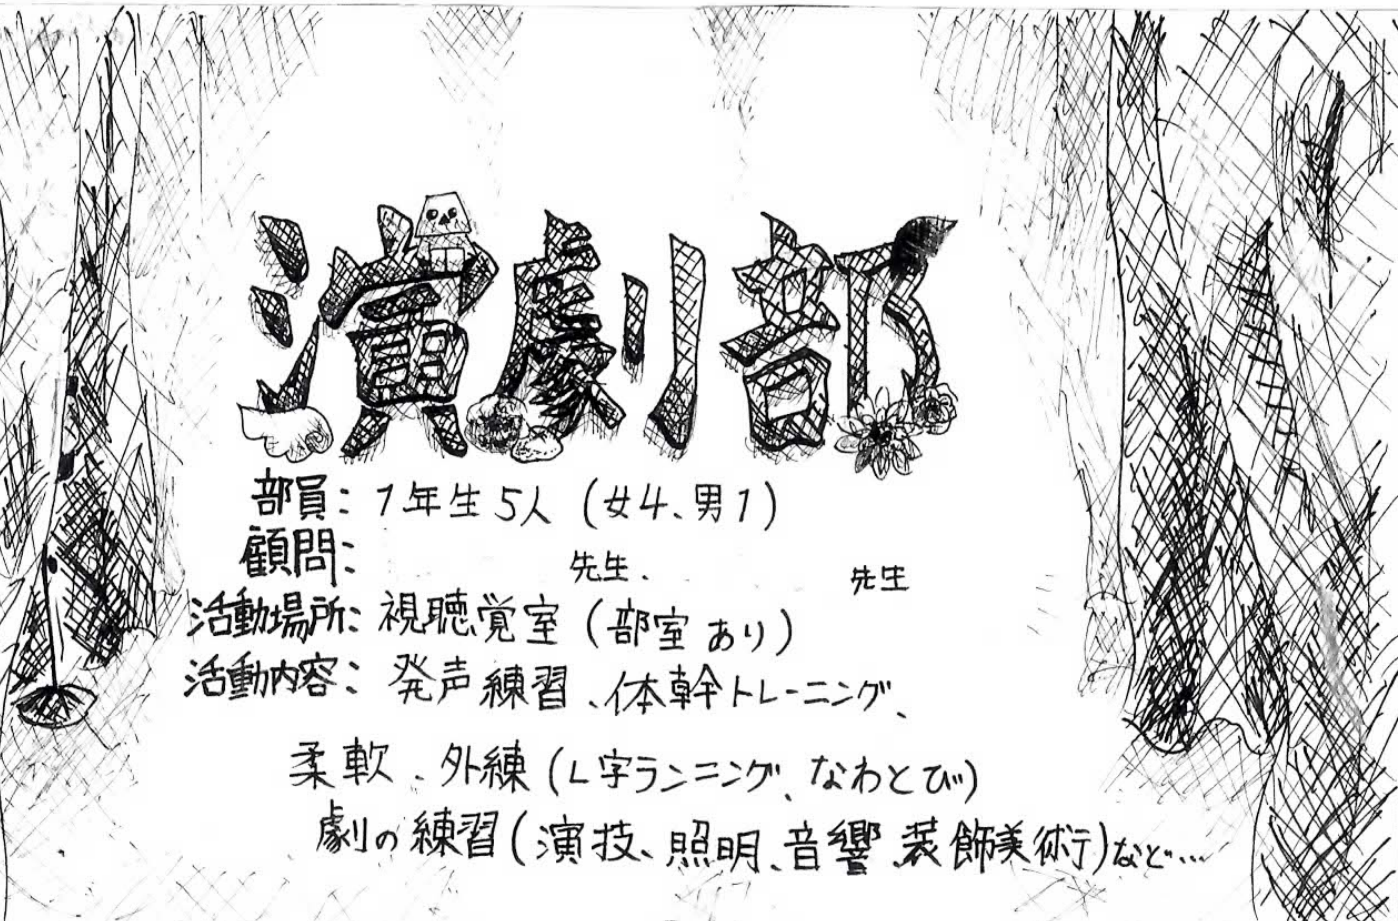 演劇部
部員：1年生5人（女4、男1）
顧問：　　先生、　　先生
活動場所：視聴覚室（部室あり）
活動内容：発声練習、体幹トレーニング、
柔軟、外練（L字ランニング、なわとび）
劇の練習（演技、照明、音響、装飾美術）など…